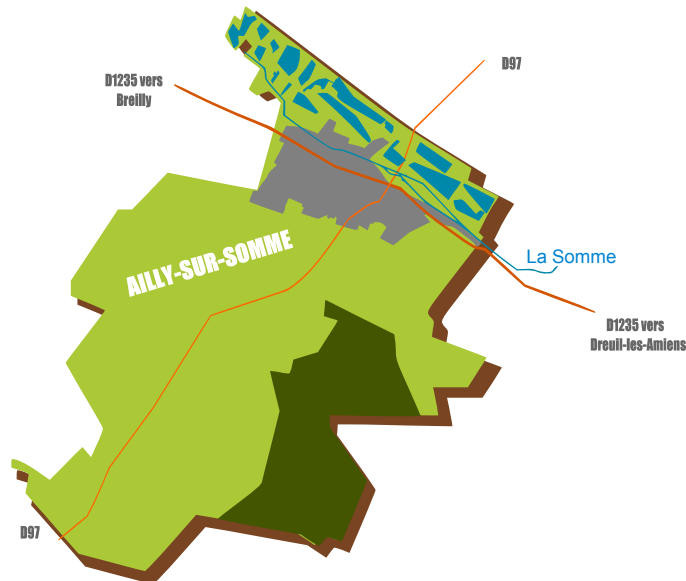 D97
D1235 vers
Breilly
AILLY-SUR-SOMME
La Somme
D1235 vers
Dreuil-les-Amiens
D97